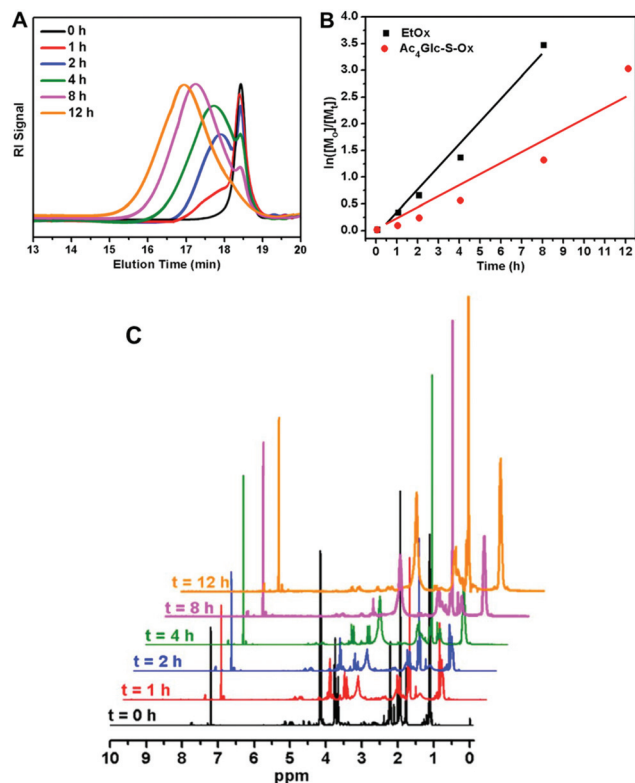 A
0 h
1 h
2 h
4 h
8 h
12 h
RI Signal
13 14 15 16 17 18 19 20
Elution Time (min)
B
EtOx
Ac4Glc-S-Ox
ln([M0]/[Mt])
4.0
3.5
3.0
2.5
2.0
1.5
1.0
0.5
0.0
0 1 2 3 4 5 6 7 8 9 10 11 12
Time (h)
C
t = 12 h
t = 8 h
t = 4 h
t = 2 h
t = 1 h
t = 0 h
10 9 8 7 6 5 4 3 2 1 0
ppm